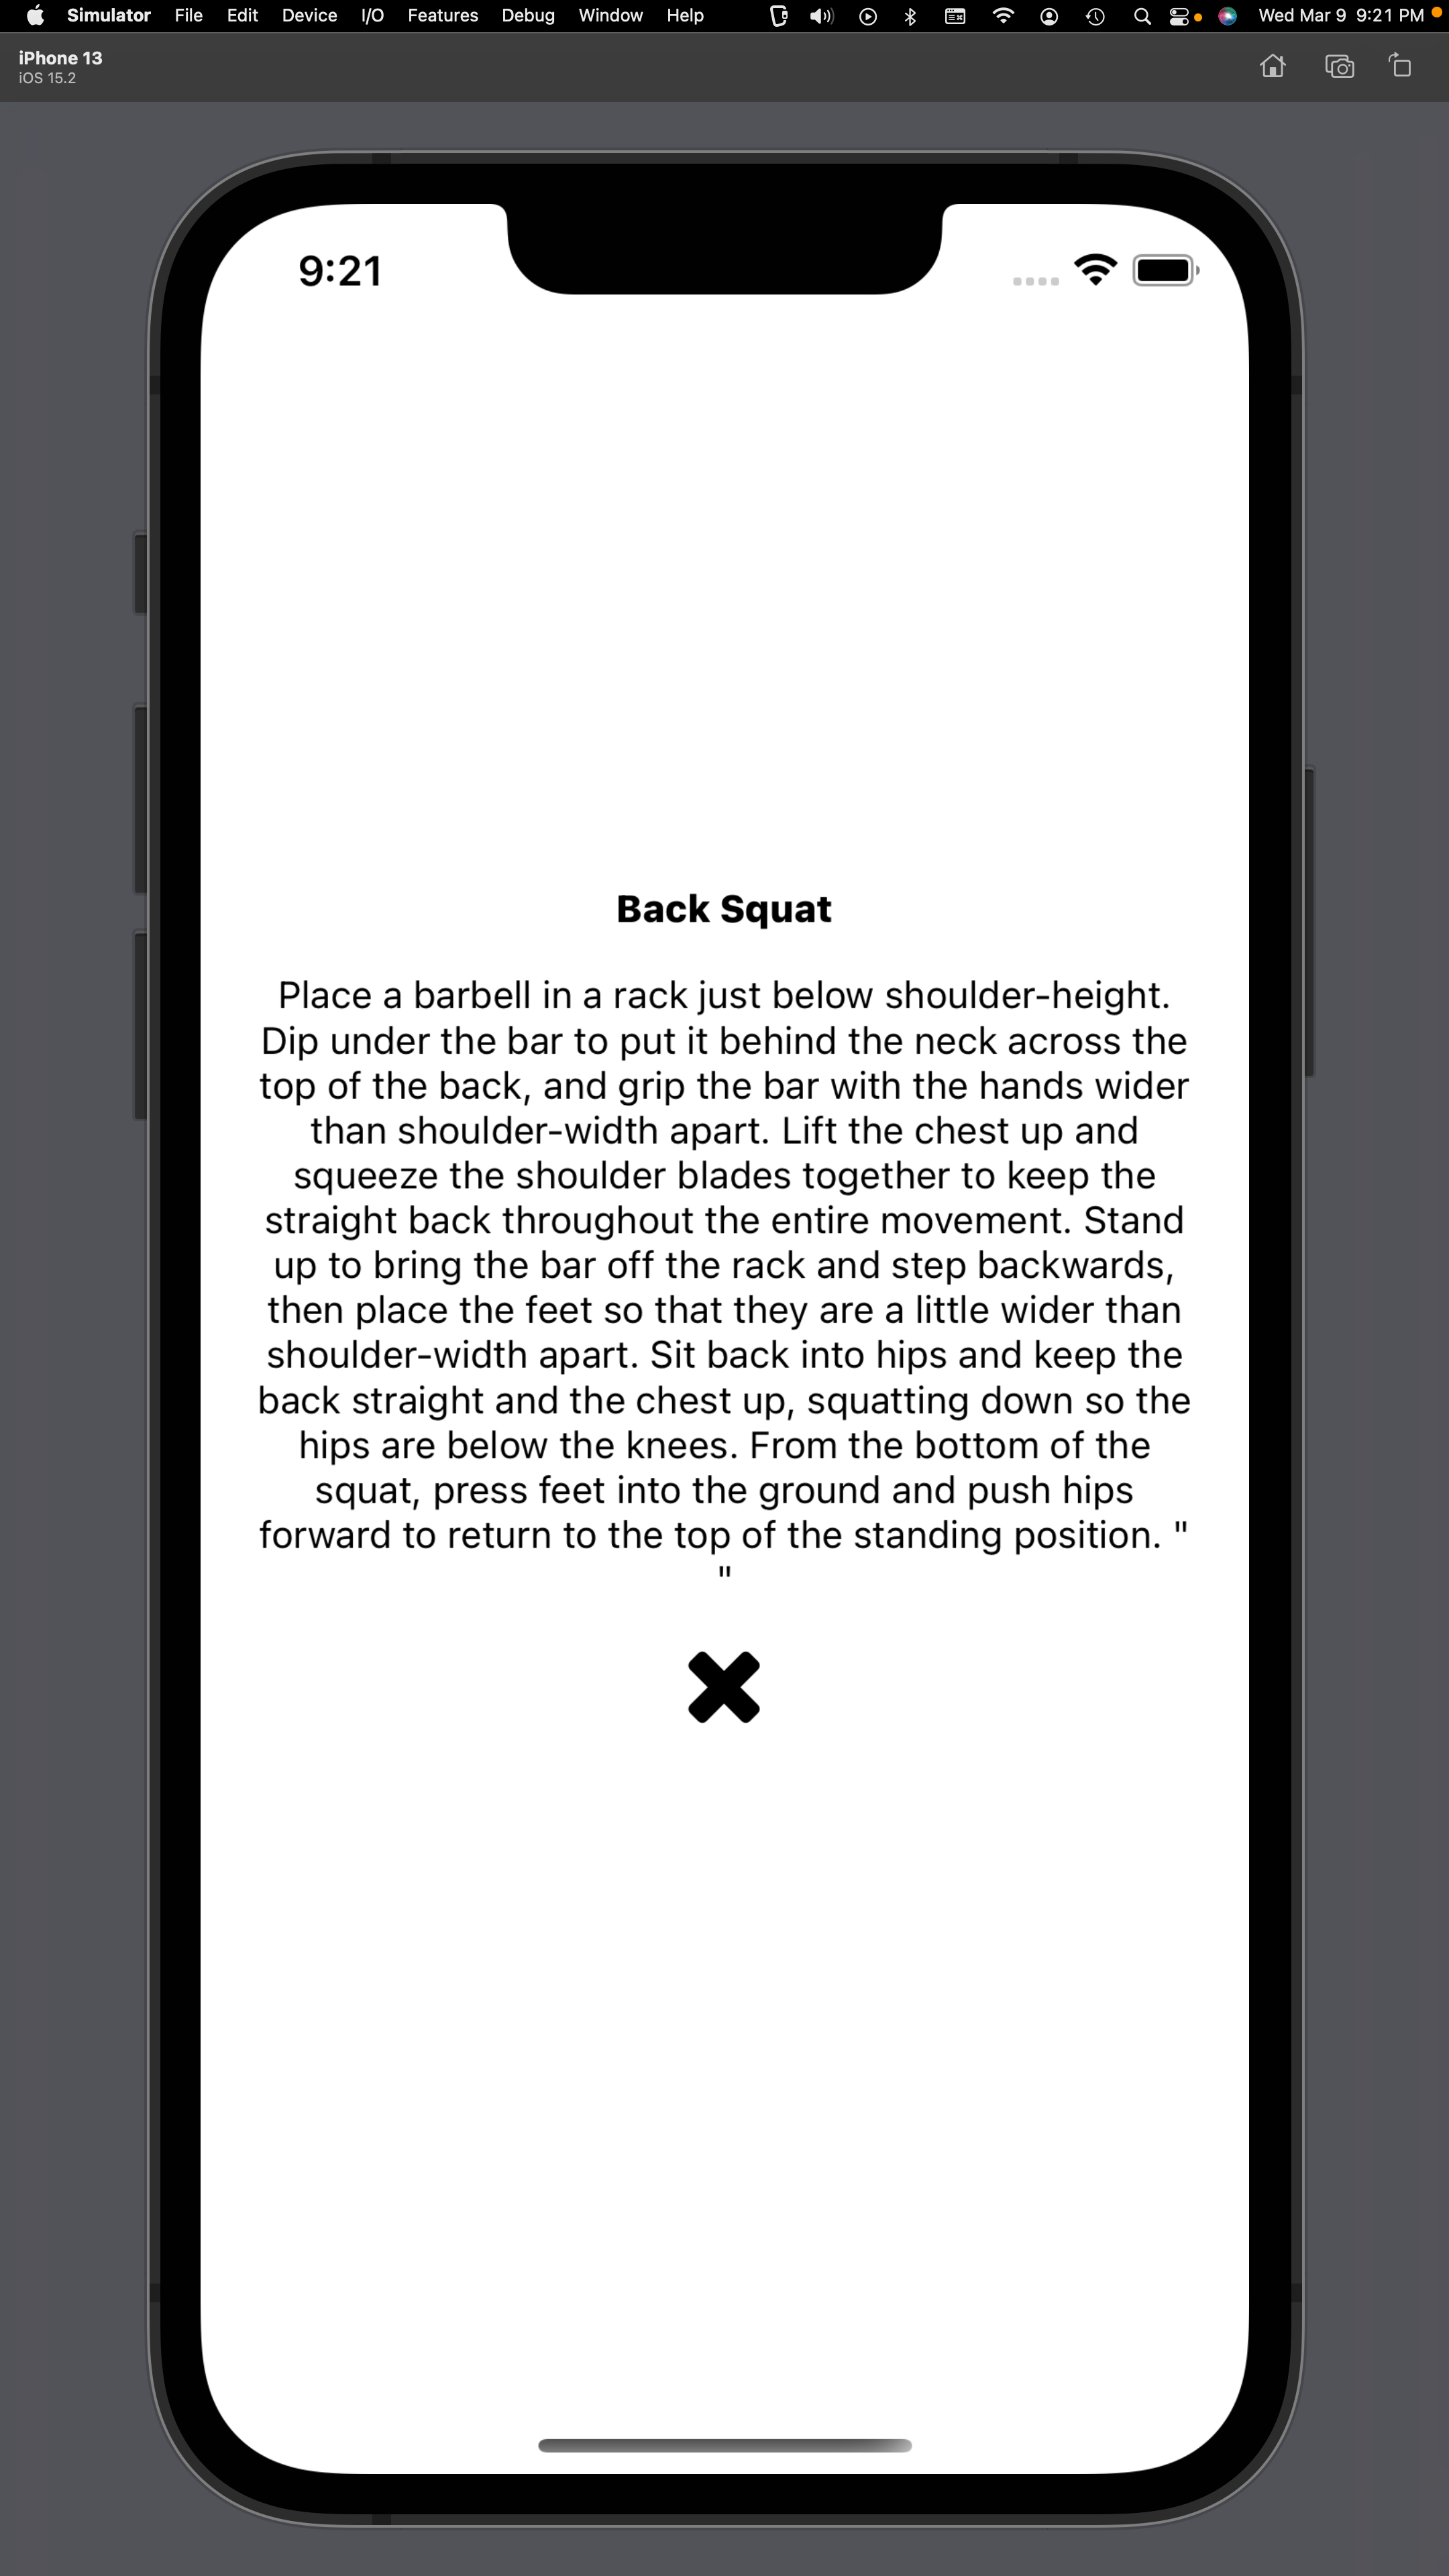 Simulator File Edit Device I/O Features Debug Window Help Wed Mar 9 9:21 PM
iPhone 13
iOS 15.2
9:21
Back Squat
Place a barbell in a rack just below shoulder-height.
Dip under the bar to put it behind the neck across the
top of the back, and grip the bar with the hands wider
than shoulder-width apart. Lift the chest up and
squeeze the shoulder blades together to keep the
straight back throughout the entire movement. Stand
up to bring the bar off the rack and step backwards,
then place the feet so that they are a little wider than
shoulder-width apart. Sit back into hips and keep the
back straight and the chest up, squatting down so the
hips are below the knees. From the bottom of the
squat, press feet into the ground and push hips
forward to return to the top of the standing position. "
"